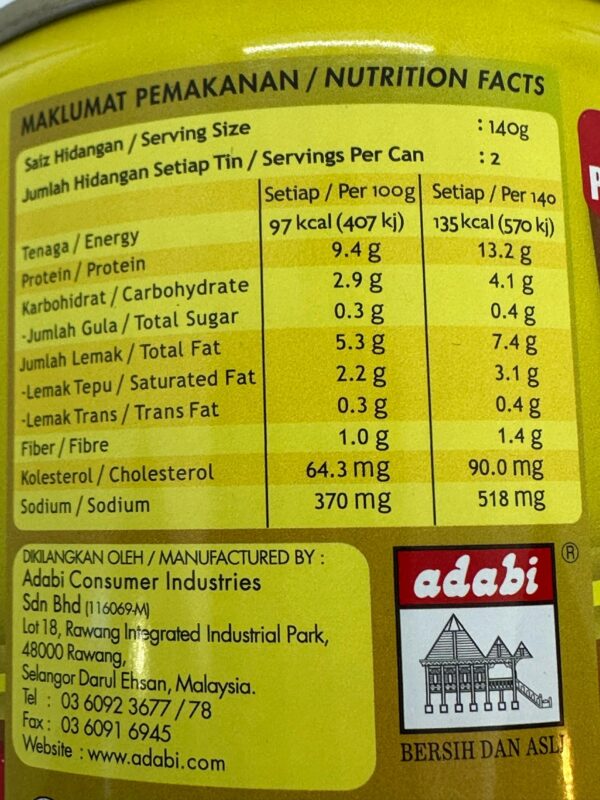 MAKLUMAT PEMAKANAN / NUTRITION FACTS
Saiz Hidangan / Serving Size : 140g
Jumlah Hidangan Setiap Tin / Servings Per Can : 2
Setiap / Per 100g Setiap / Per 140
Tenaga / Energy 97 kcal (407 kj) 135 kcal (570 kj)
Protein / Protein 9.4 g 13.2 g
Karbohidrat / Carbohydrate 2.9 g 4.1 g
-Jumlah Gula / Total Sugar 0.3 g 0.4 g
Jumlah Lemak / Total Fat 5.3 g 7.4 g
-Lemak Tepu / Saturated Fat 2.2 g 3.1 g
-Lemak Trans / Trans Fat 0.3 g 0.4 g
Fiber / Fibre 1.0 g 1.4 g
Kolesterol / Cholesterol 64.3 mg 90.0 mg
Sodium / Sodium 370 mg 518 mg
DIKILANGKAN OLEH / MANUFACTURED BY :
Adabi Consumer Industries
Sdn Bhd (116069-M)
Lot 18, Rawang Integrated Industrial Park,
48000 Rawang,
Selangor Darul Ehsan, Malaysia.
Tel : 03 6092 3677 / 78
Fax : 03 6091 6945
Website : www.adabi.com
adabi ®
BERSIH DAN ASLI